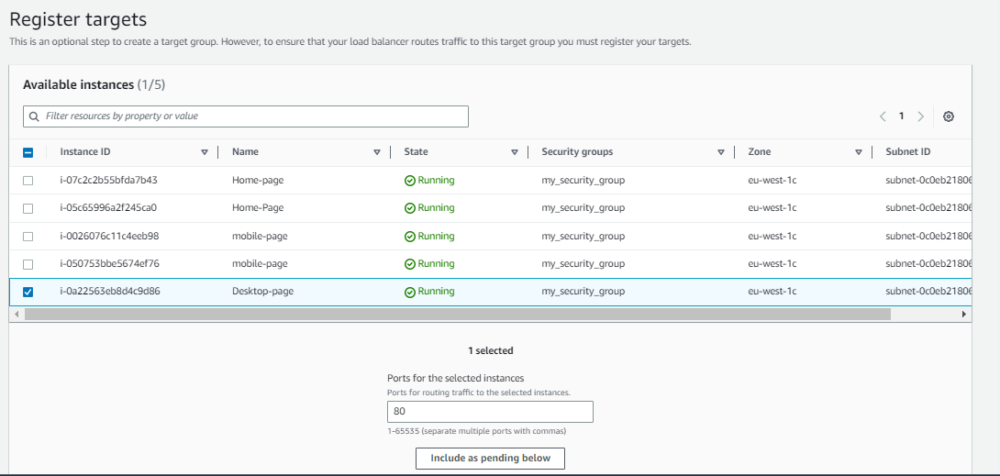 Register targets
This is an optional step to create a target group. However, to ensure that your load balancer routes traffic to this target group you must register your targets.
Available instances (1/5)
Filter resources by property or value
1
Instance ID Name State Security groups Zone Subnet ID
i-07c2c2b55bfda7b43 Home-page Running my_security_group eu-west-1c subnet-0c0eb21806
i-05c65996a2f245ca0 Home-Page Running my_security_group eu-west-1c subnet-0c0eb21806
i-0026076c11c4eeb98 mobile-page Running my_security_group eu-west-1c subnet-0c0eb21806
i-050753bbe5674ef76 mobile-page Running my_security_group eu-west-1c subnet-0c0eb21806
i-0a22563eb8d4c9d86 Desktop-page Running my_security_group eu-west-1c subnet-0c0eb21806
1 selected
Ports for the selected instances
Ports for routing traffic to the selected instances.
80
1-65535 (separate multiple ports with commas)
Include as pending below